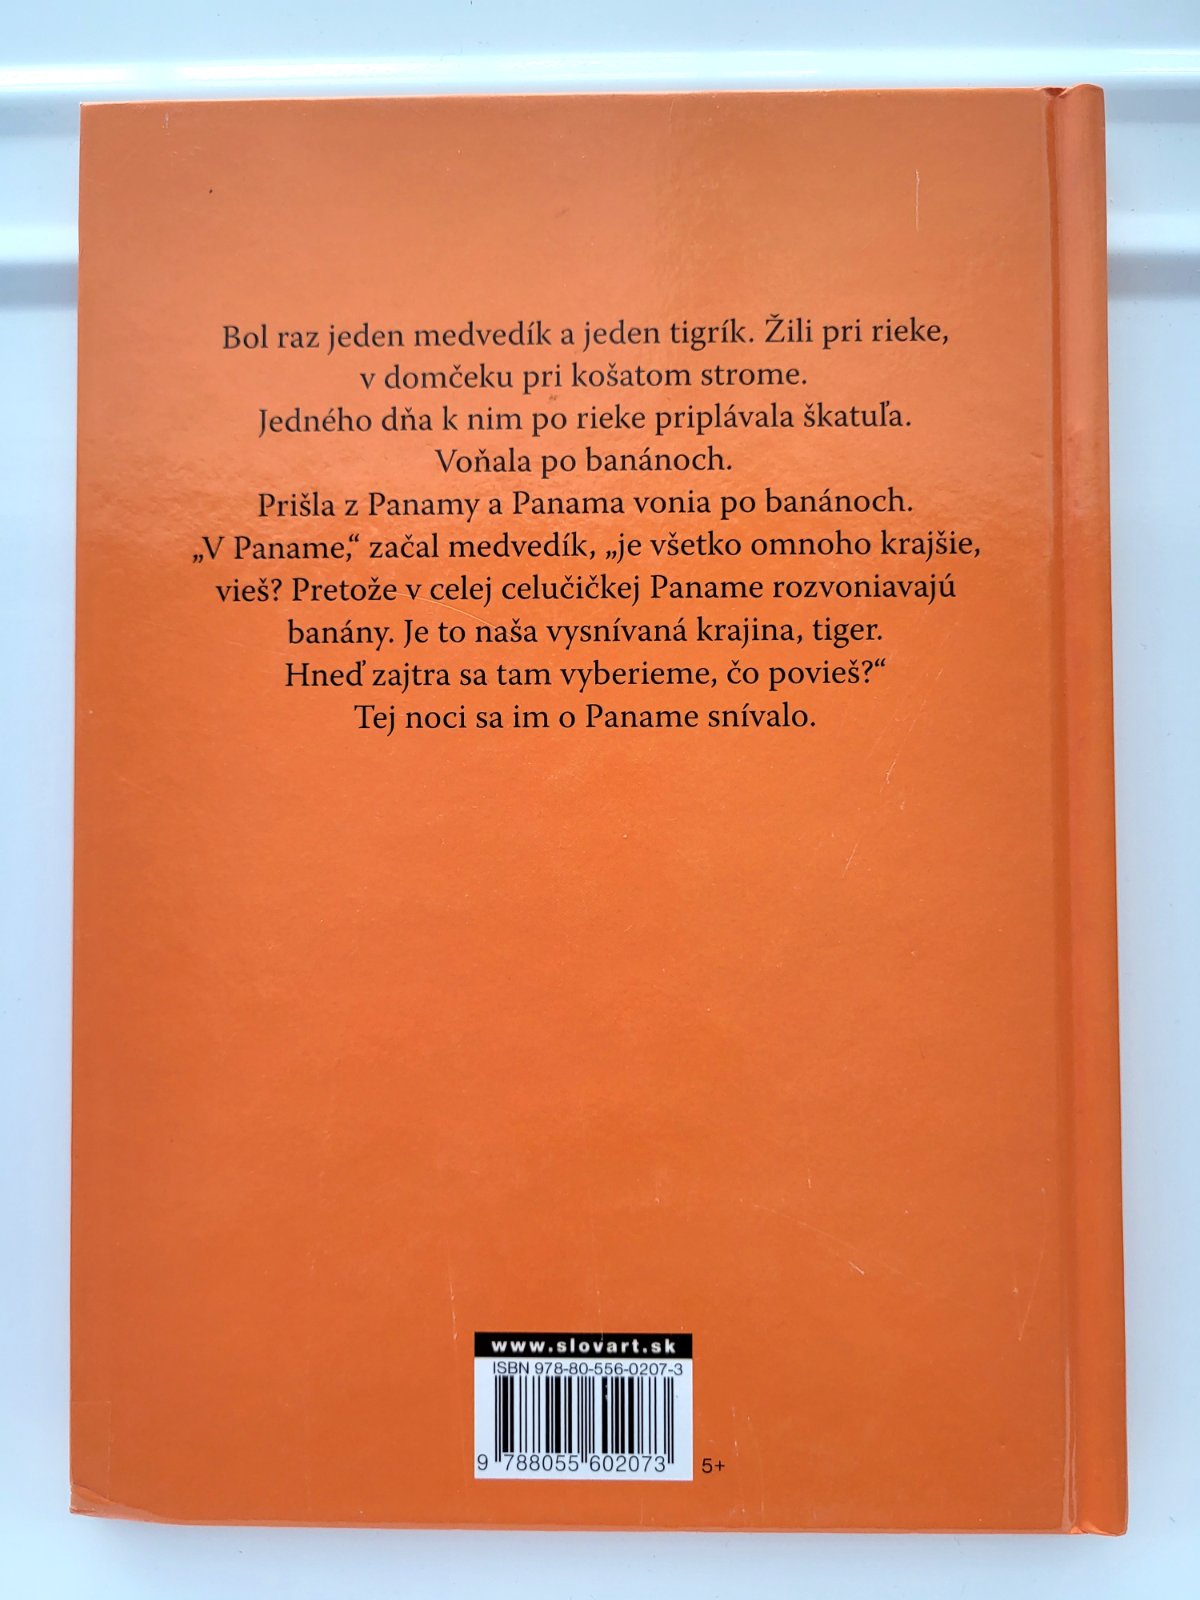 Bol raz jeden medvedík a jeden tigrík. Žili pri rieke,
v domčeku pri košatom strome.
Jedného dňa k nim po rieke priplávala škatuľa.
Voňala po banánoch.
Prišla z Panamy a Panama vonia po banánoch.
„V Paname,“ začal medvedík, „je všetko omnoho krajšie,
vieš? Pretože v celej celučičkej Paname rozvoniavajú
banány. Je to naša vysnívaná krajina, tiger.
Hneď zajtra sa tam vyberieme, čo povieš?“
Tej noci sa im o Paname snívalo.
www.slovart.sk
ISBN 978-80-556-0207-3
9 788055 602073
5+